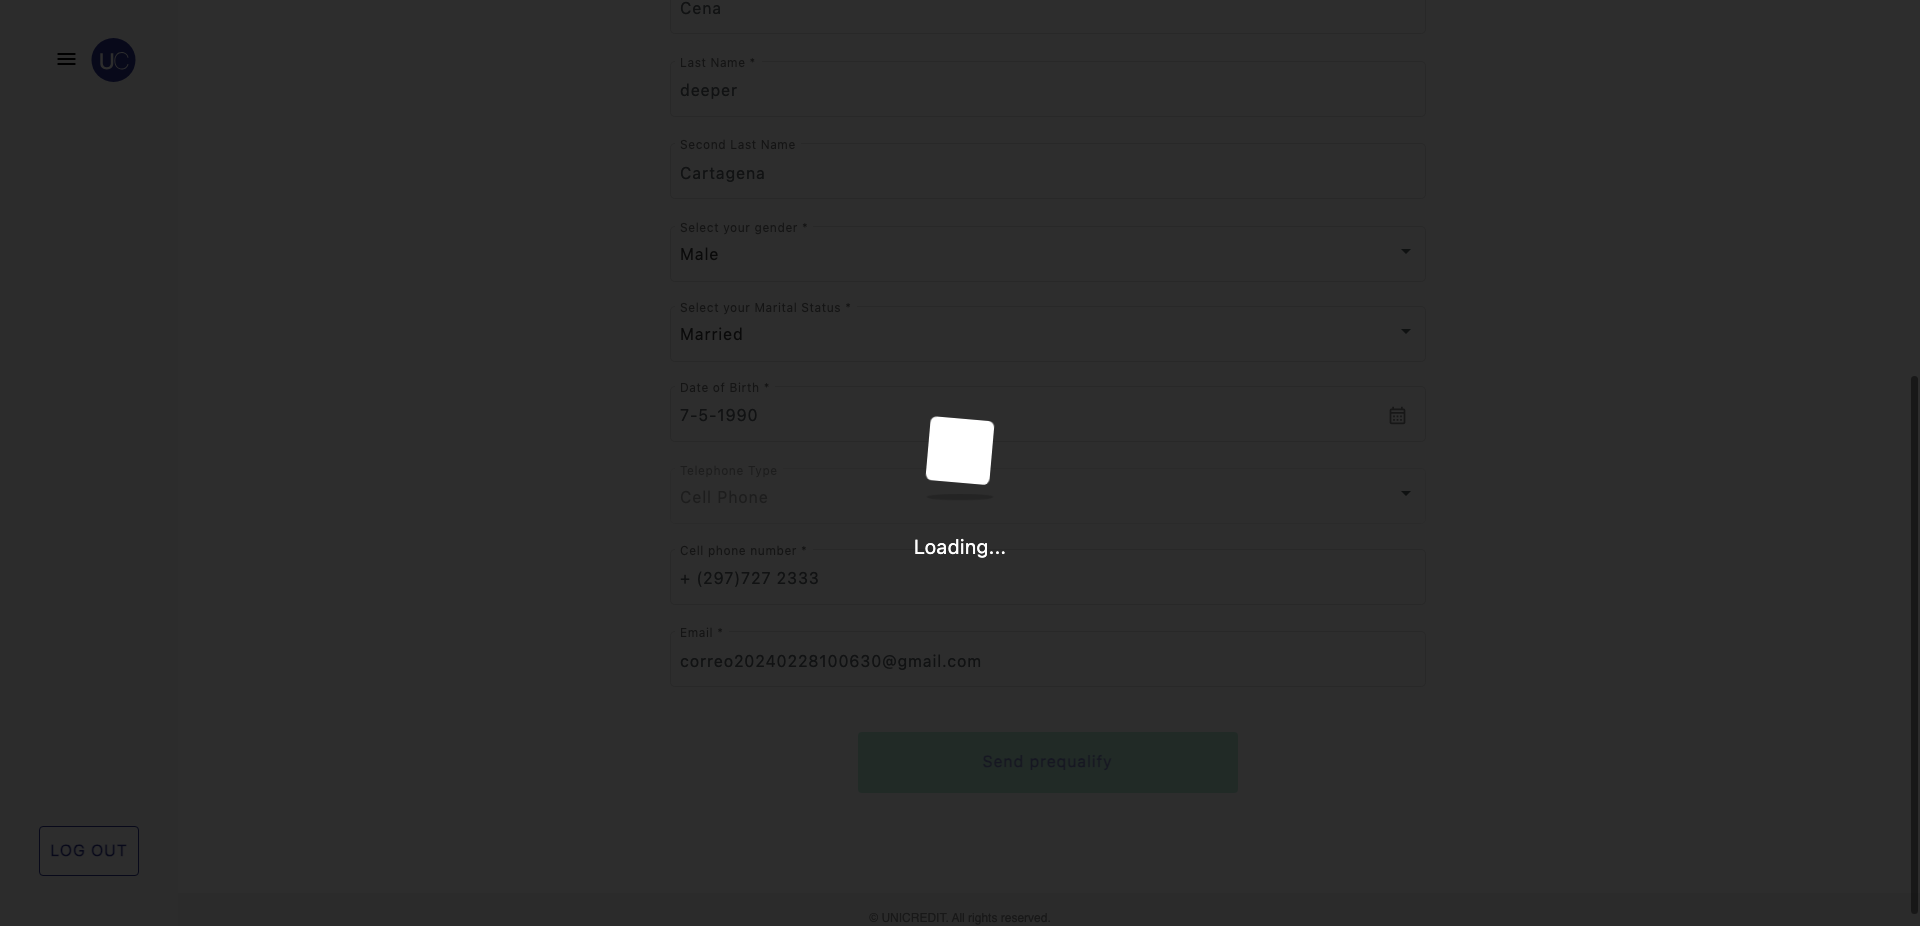 Cena
UC
Last Name *
deeper
Second Last Name
Cartagena
Select your gender *
Male
Select your Marital Status *
Married
Date of Birth *
7-5-1990
Telephone Type
Cell Phone
Loading...
Cell phone number *
+ (297)727 2333
Email *
correo20240228100630@gmail.com
Send prequalify
LOG OUT
© UNICREDIT. All rights reserved.